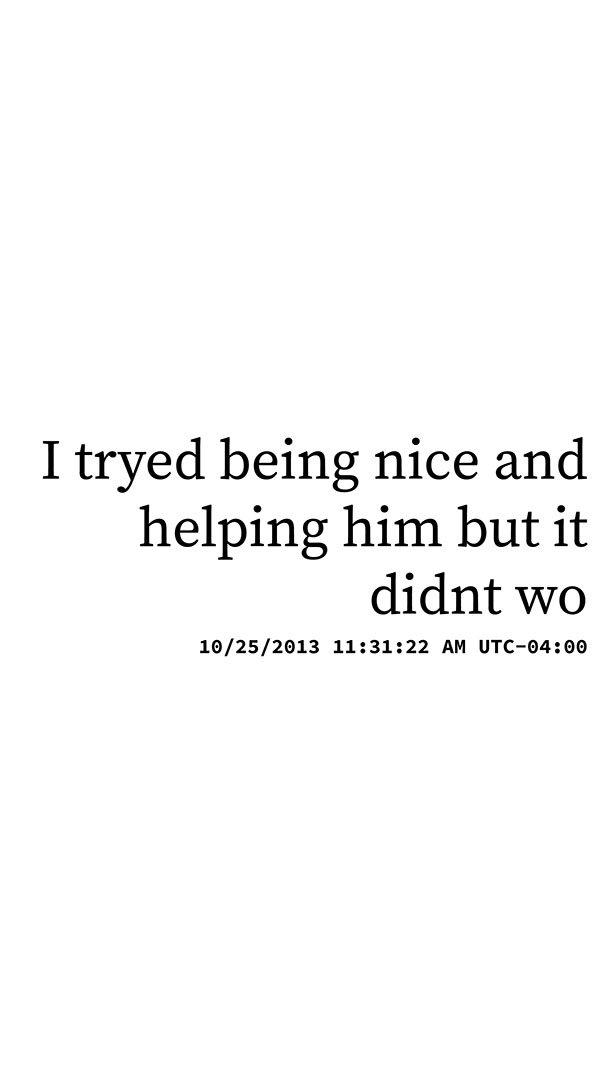 I tryed being nice and
helping him but it
didnt wo
10/25/2013 11:31:22 AM UTC-04:00